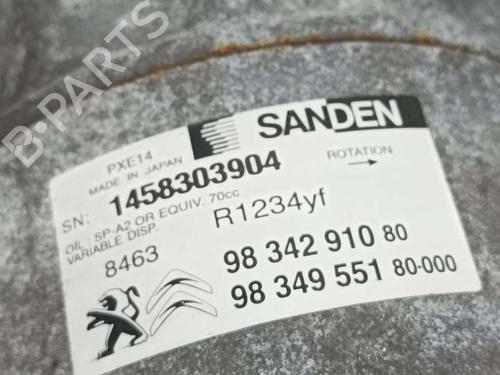 B-PARTS
SANDEN
PXE14
MADE IN JAPAN
SN: 1458303904
ROTATION
OIL : SP-A2 OR EQUIV. 70cc
VARIABLE DISP.
R1234yf
8463
98 342 910 80
98 349 551 80-000